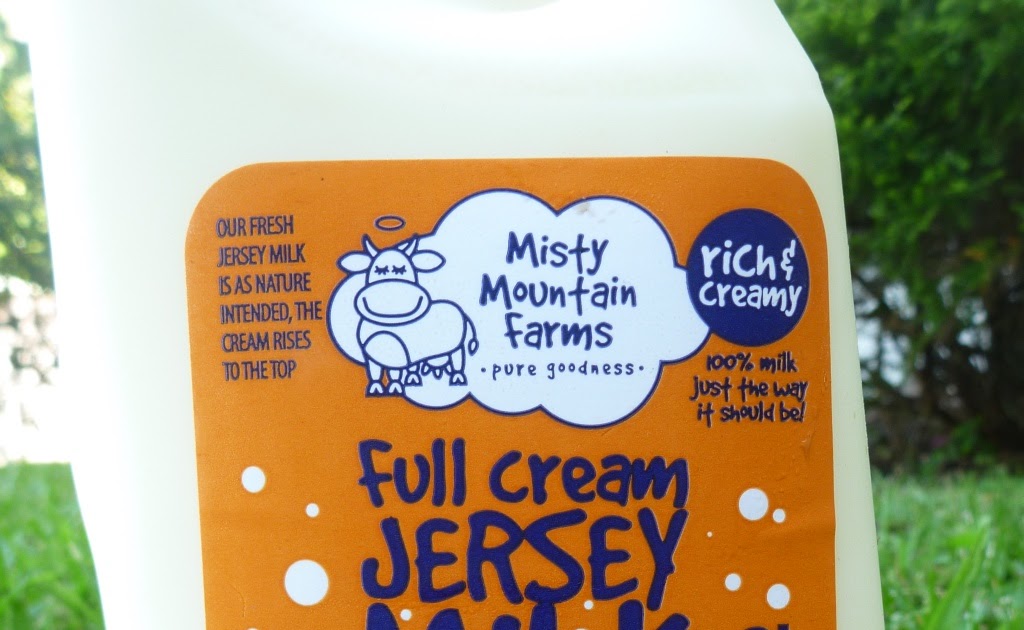 OUR FRESH
JERSEY MILK
IS AS NATURE
INTENDED, THE
CREAM RISES
TO THE TOP
Misty
Mountain
Farms
• pure goodness •
rich &
creamy
100% milk
just the way
it should be!
Full Cream
JERSEY
Milk